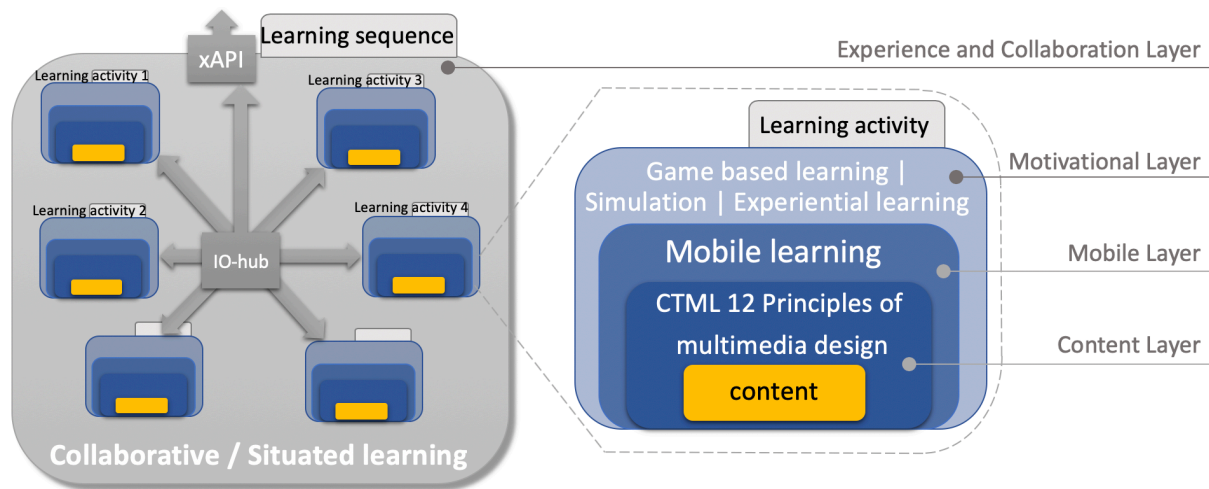 Learning sequence
xAPI
Learning activity 1
Learning activity 3
Learning activity 2
Learning activity 4
IO-hub
Collaborative / Situated learning
Experience and Collaboration Layer
Learning activity
Motivational Layer
Game based learning |
Simulation | Experiential learning
Mobile learning
Mobile Layer
CTML 12 Principles of
multimedia design
Content Layer
content